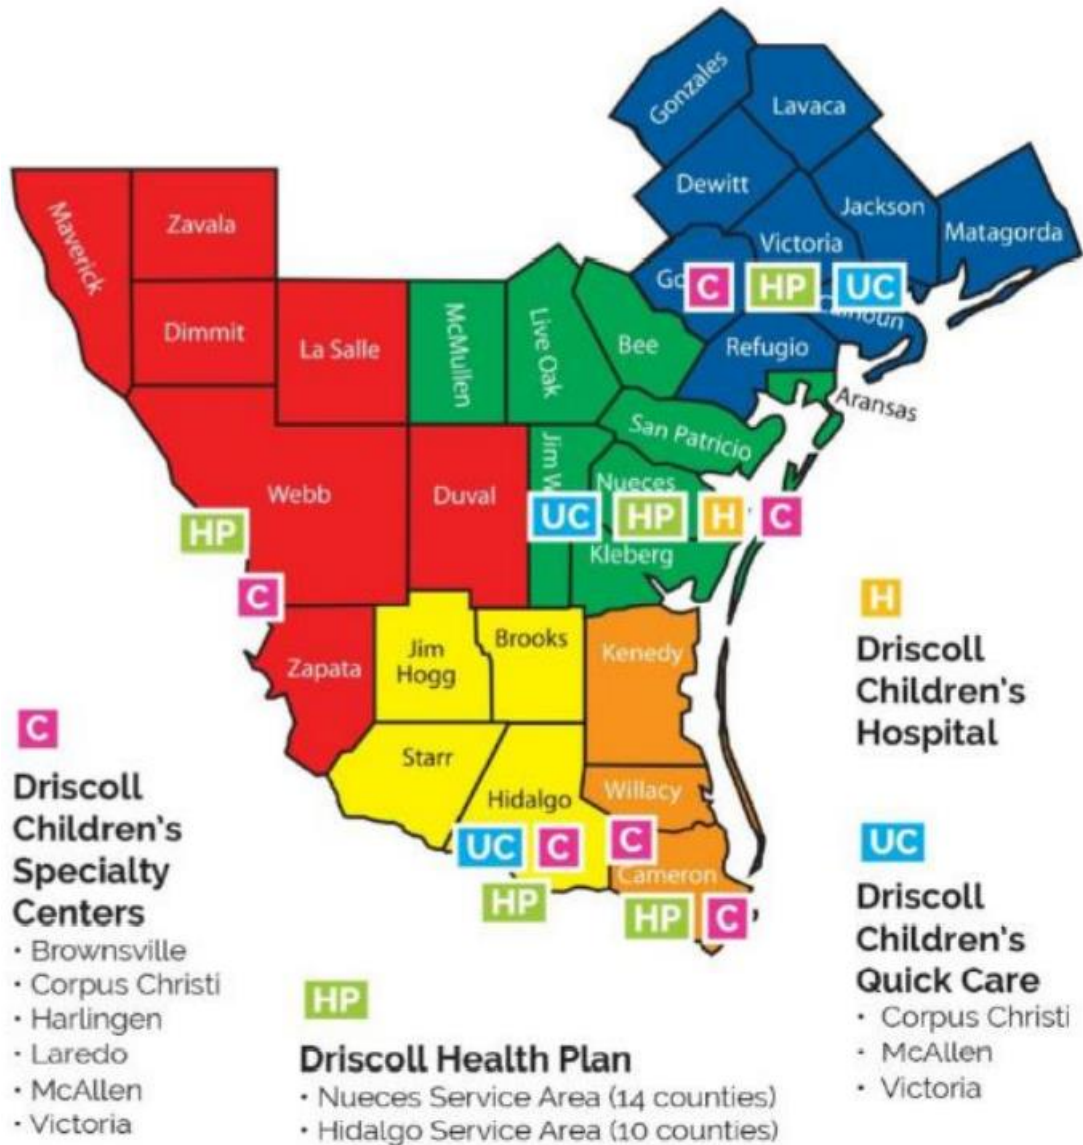 Gonzales
Lavaca
Dewitt
Jackson
Matagorda
Victoria
Maverick
Zavala
C HP UC
Dimmit
La Salle
McMullen
Live Oak
Bee
Refugio
Aransas
San Patricio
Webb
Duval
Nueces
HP
UC HP H C
Kleberg
C
H
Driscoll
Children's
Hospital
Zapata
Jim
Hogg
Brooks
Kenedy
Starr
Hidalgo
Willacy
UC C C
Cameron
HP HP C
C
Driscoll
Children's
Specialty
Centers
· Brownsville
· Corpus Christi
· Harlingen
· Laredo
· McAllen
· Victoria
HP
Driscoll Health Plan
· Nueces Service Area (14 counties)
· Hidalgo Service Area (10 counties)
UC
Driscoll
Children's
Quick Care
· Corpus Christi
· McAllen
· Victoria